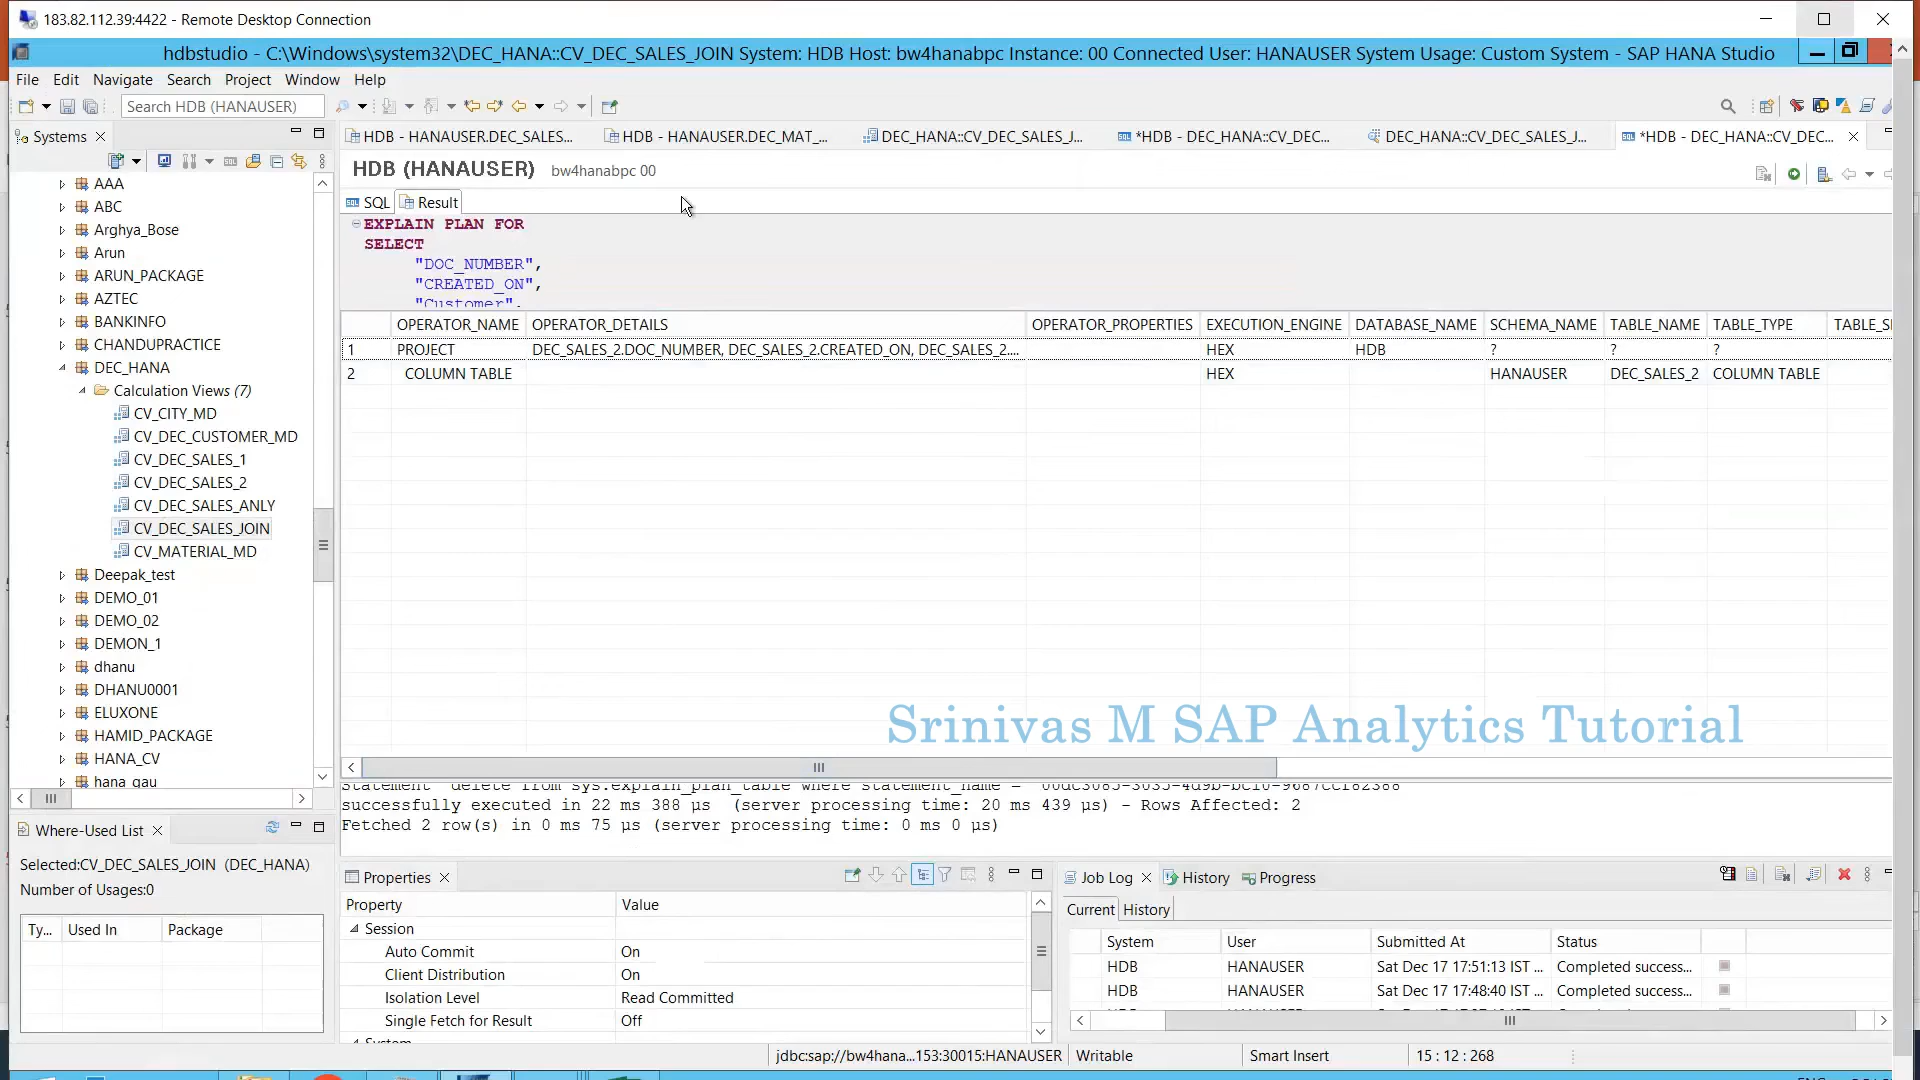 183.82.112.39:4422 - Remote Desktop Connection
hdbstudio - C:\Windows\system32\DEC_HANA::CV_DEC_SALES_JOIN System: HDB Host: bw4hanabpc Instance: 00 Connected User: HANAUSER System Usage: Custom System - SAP HANA Studio
File Edit Navigate Search Project Window Help
Search HDB (HANAUSER)
Systems
HDB - HANAUSER.DEC_SALES... HDB - HANAUSER.DEC_MAT_... DEC_HANA::CV_DEC_SALES_J... *HDB - DEC_HANA::CV_DEC... DEC_HANA::CV_DEC_SALES_J... *HDB - DEC_HANA::CV_DEC...
HDB (HANAUSER) bw4hanabpc 00
SQL Result
EXPLAIN PLAN FOR
SELECT
"DOC_NUMBER",
"CREATED_ON",
"Customer",
AAA
ABC
Arghya_Bose
Arun
ARUN_PACKAGE
AZTEC
BANKINFO
CHANDUPRACTICE
DEC_HANA
Calculation Views (7)
CV_CITY_MD
CV_DEC_CUSTOMER_MD
CV_DEC_SALES_1
CV_DEC_SALES_2
CV_DEC_SALES_ANLY
CV_DEC_SALES_JOIN
CV_MATERIAL_MD
Deepak_test
DEMO_01
DEMO_02
DEMON_1
dhanu
DHANU0001
ELUXONE
HAMID_PACKAGE
HANA_CV
hana_gau
OPERATOR_NAME OPERATOR_DETAILS OPERATOR_PROPERTIES EXECUTION_ENGINE DATABASE_NAME SCHEMA_NAME TABLE_NAME TABLE_TYPE TABLE_SI
1 PROJECT DEC_SALES_2.DOC_NUMBER, DEC_SALES_2.CREATED_ON, DEC_SALES_2.... HEX HDB ? ? ?
2 COLUMN TABLE HEX HANAUSER DEC_SALES_2 COLUMN TABLE
Srinivas M SAP Analytics Tutorial
Statement 'delete from sys.explain_plan_table where statement_name =
successfully executed in 22 ms 388 µs (server processing time: 20 ms 439 µs) - Rows Affected: 2
Fetched 2 row(s) in 0 ms 75 µs (server processing time: 0 ms 0 µs)
Where-Used List
Selected:CV_DEC_SALES_JOIN (DEC_HANA)
Number of Usages:0
Ty... Used In Package
Properties
Property Value
Session
Auto Commit On
Client Distribution On
Isolation Level Read Committed
Single Fetch for Result Off
System
Job Log History Progress
Current History
System User Submitted At Status
HDB HANAUSER Sat Dec 17 17:51:13 IST ... Completed success...
HDB HANAUSER Sat Dec 17 17:48:40 IST ... Completed success...
jdbc:sap://bw4hana...153:30015:HANAUSER Writable Smart Insert 15 : 12 : 268